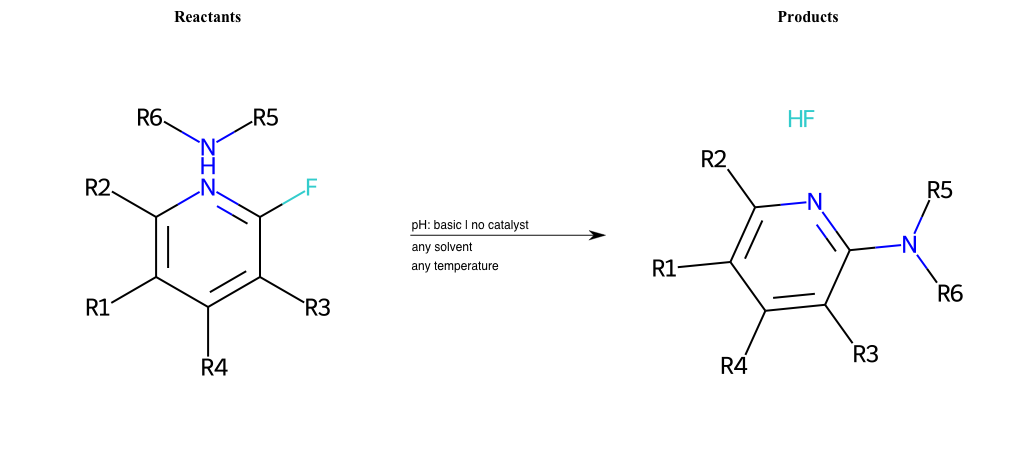 Reactants
Products
R6
R5
N
H
R2
N
F
R1
R3
R4
pH: basic | no catalyst
any solvent
any temperature
HF
R2
N
R5
N
R1
R6
R4
R3